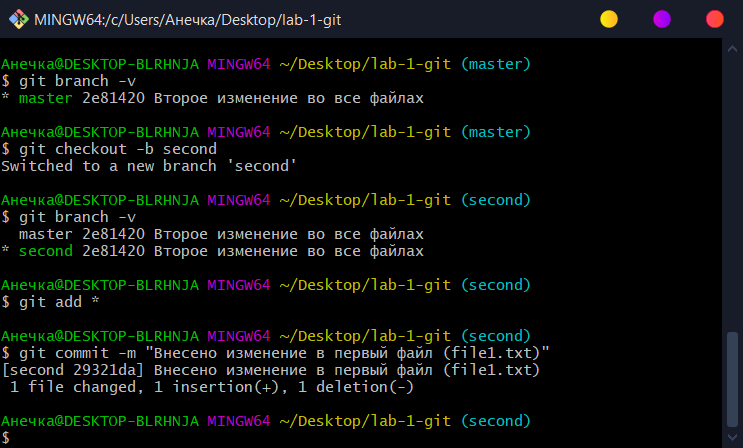 MINGW64:/c/Users/Анечка/Desktop/lab-1-git
Анечка@DESKTOP-BLRHNJA MINGW64 ~/Desktop/lab-1-git (master)
$ git branch -v
* master 2e81420 Второе изменение во все файлах
Анечка@DESKTOP-BLRHNJA MINGW64 ~/Desktop/lab-1-git (master)
$ git checkout -b second
Switched to a new branch 'second'
Анечка@DESKTOP-BLRHNJA MINGW64 ~/Desktop/lab-1-git (second)
$ git branch -v
  master 2e81420 Второе изменение во все файлах
* second 2e81420 Второе изменение во все файлах
Анечка@DESKTOP-BLRHNJA MINGW64 ~/Desktop/lab-1-git (second)
$ git add *
Анечка@DESKTOP-BLRHNJA MINGW64 ~/Desktop/lab-1-git (second)
$ git commit -m "Внесено изменение в первый файл (file1.txt)"
[second 29321da] Внесено изменение в первый файл (file1.txt)
 1 file changed, 1 insertion(+), 1 deletion(-)
Анечка@DESKTOP-BLRHNJA MINGW64 ~/Desktop/lab-1-git (second)
$